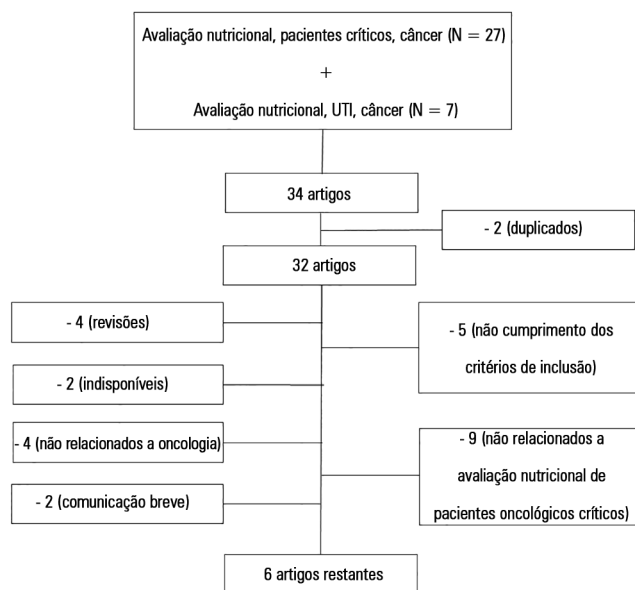 Avaliação nutricional, pacientes críticos, câncer (N = 27)
+
Avaliação nutricional, UTI, câncer (N = 7)
34 artigos
- 2 (duplicados)
32 artigos
- 4 (revisões)
- 5 (não cumprimento dos
critérios de inclusão)
- 2 (indisponíveis)
- 4 (não relacionados a oncologia)
- 9 (não relacionados a
avaliação nutricional de
pacientes oncológicos críticos)
- 2 (comunicação breve)
6 artigos restantes